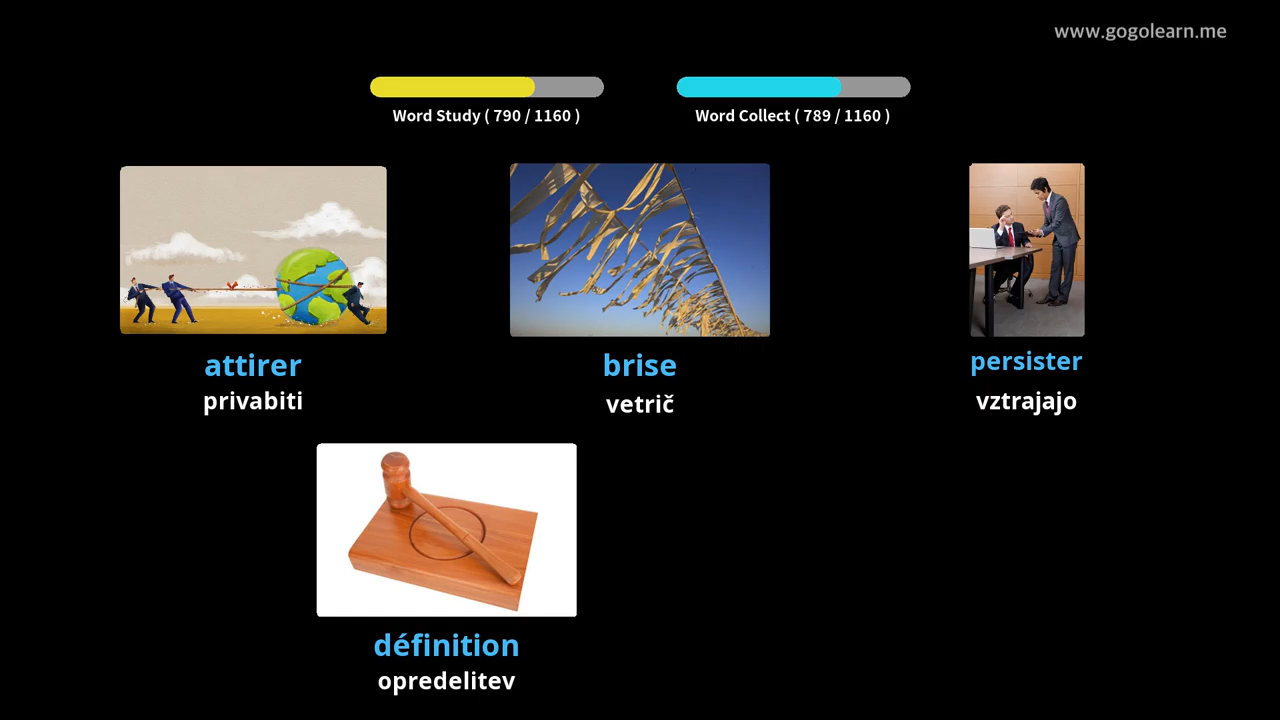 www.gogolearn.me
Word Study ( 790 / 1160 )
Word Collect ( 789 / 1160 )
attirer
privabiti
brise
vetrič
persister
vztrajajo
définition
opredelitev